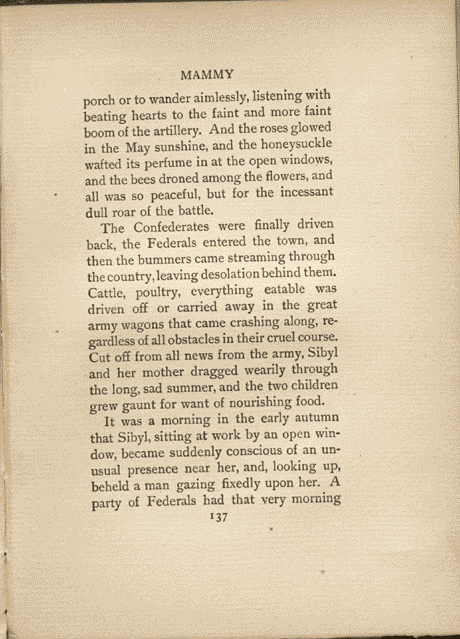 MAMMY
porch or to wander aimlessly, listening with
beating hearts to the faint and more faint
boom of the artillery. And the roses glowed
in the May sunshine, and the honeysuckle
wafted its perfume in at the open windows,
and the bees droned among the flowers, and
all was so peaceful, but for the incessant
dull roar of the battle.
The Confederates were finally driven
back, the Federals entered the town, and
then the bummers came streaming through
the country, leaving desolation behind them.
Cattle, poultry, everything eatable was
driven off or carried away in the great
army wagons that came crashing along, re-
gardless of all obstacles in their cruel course.
Cut off from all news from the army, Sibyl
and her mother dragged wearily through
the long, sad summer, and the two children
grew gaunt for want of nourishing food.
It was a morning in the early autumn
that Sibyl, sitting at work by an open win-
dow, became suddenly conscious of an un-
usual presence near her, and, looking up,
beheld a man gazing fixedly upon her. A
party of Federals had that very morning
137